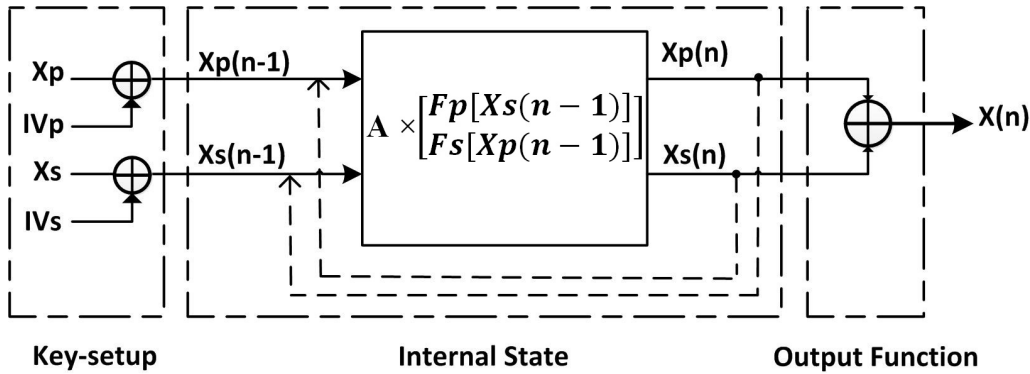 Xp
IVp
Xs
IVs
Xp(n-1)
Xs(n-1)
A × [Fp[Xs(n − 1)]
Fs[Xp(n − 1)]]
Xp(n)
Xs(n)
X(n)
Key-setup
Internal State
Output Function